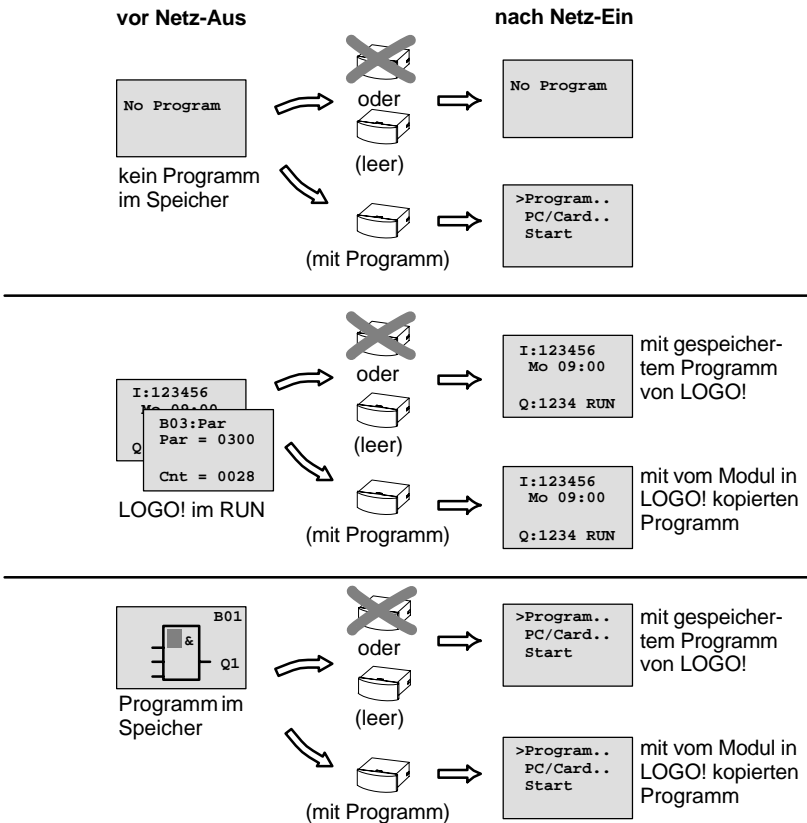 vor Netz-Aus
nach Netz-Ein
No Program
kein Programm
im Speicher
oder
(leer)
(mit Programm)
No Program
>Program..
PC/Card..
Start
I:123456
Mo 09:00
Q
B03:Par
Par = 0300
Cnt = 0028
LOGO! im RUN
oder
(leer)
(mit Programm)
I:123456
Mo 09:00
Q:1234 RUN
mit gespeicher-
tem Programm
von LOGO!
I:123456
Mo 09:00
Q:1234 RUN
mit vom Modul in
LOGO! kopierten
Programm
B01
&
Q1
Programm im
Speicher
oder
(leer)
(mit Programm)
>Program..
PC/Card..
Start
mit gespeicher-
tem Programm
von LOGO!
>Program..
PC/Card..
Start
mit vom Modul in
LOGO! kopierten
Programm